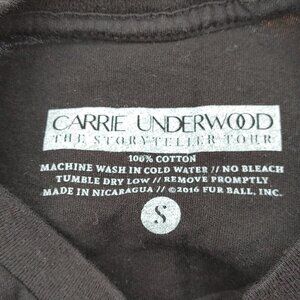 CARRIE UNDERWOOD
THE STORYTELLER TOUR
100% COTTON
MACHINE WASH IN COLD WATER // NO BLEACH
TUMBLE DRY LOW // REMOVE PROMPTLY
MADE IN NICARAGUA // ©2016 FUR BALL, INC.
S